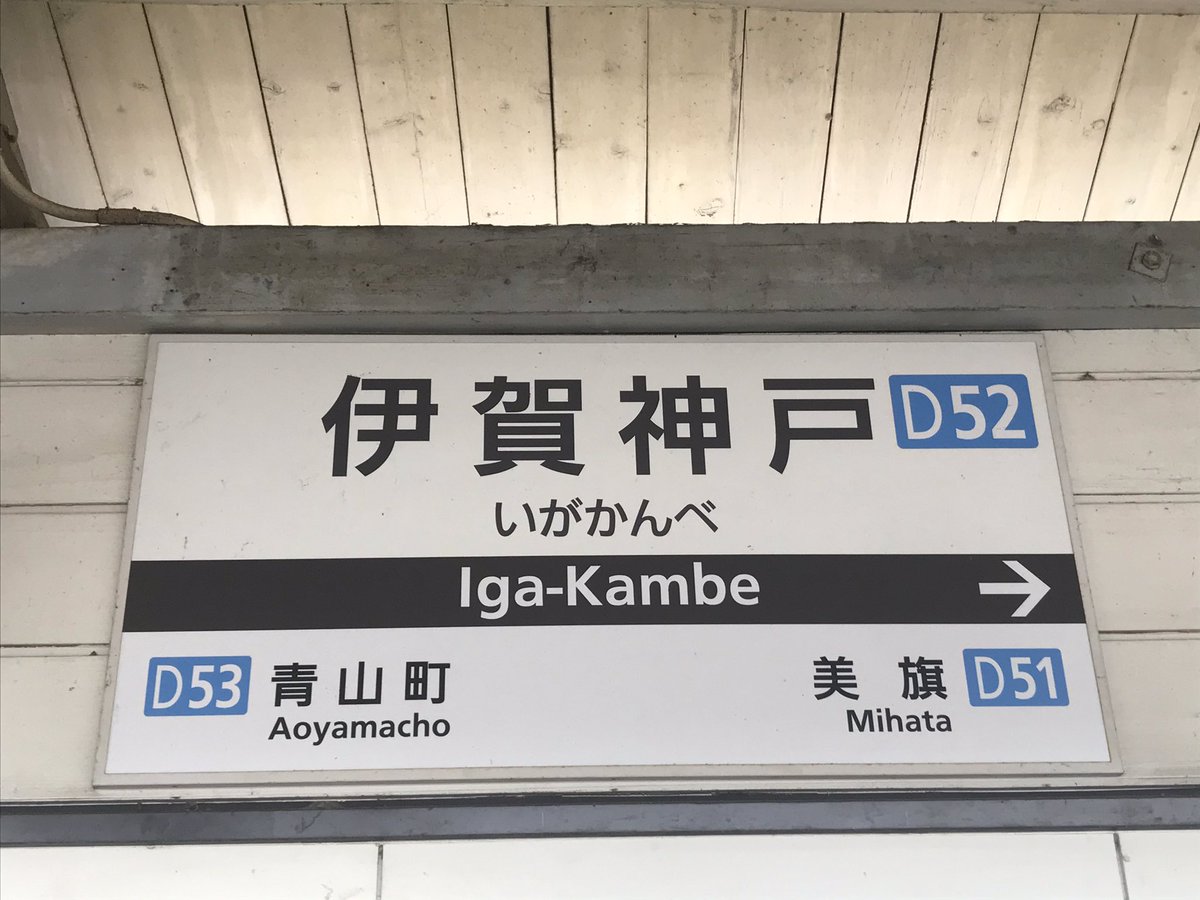 伊賀神戸 D52
いがかんべ
Iga-Kambe →
D53 青山町 美旗 D51
Aoyamacho Mihata